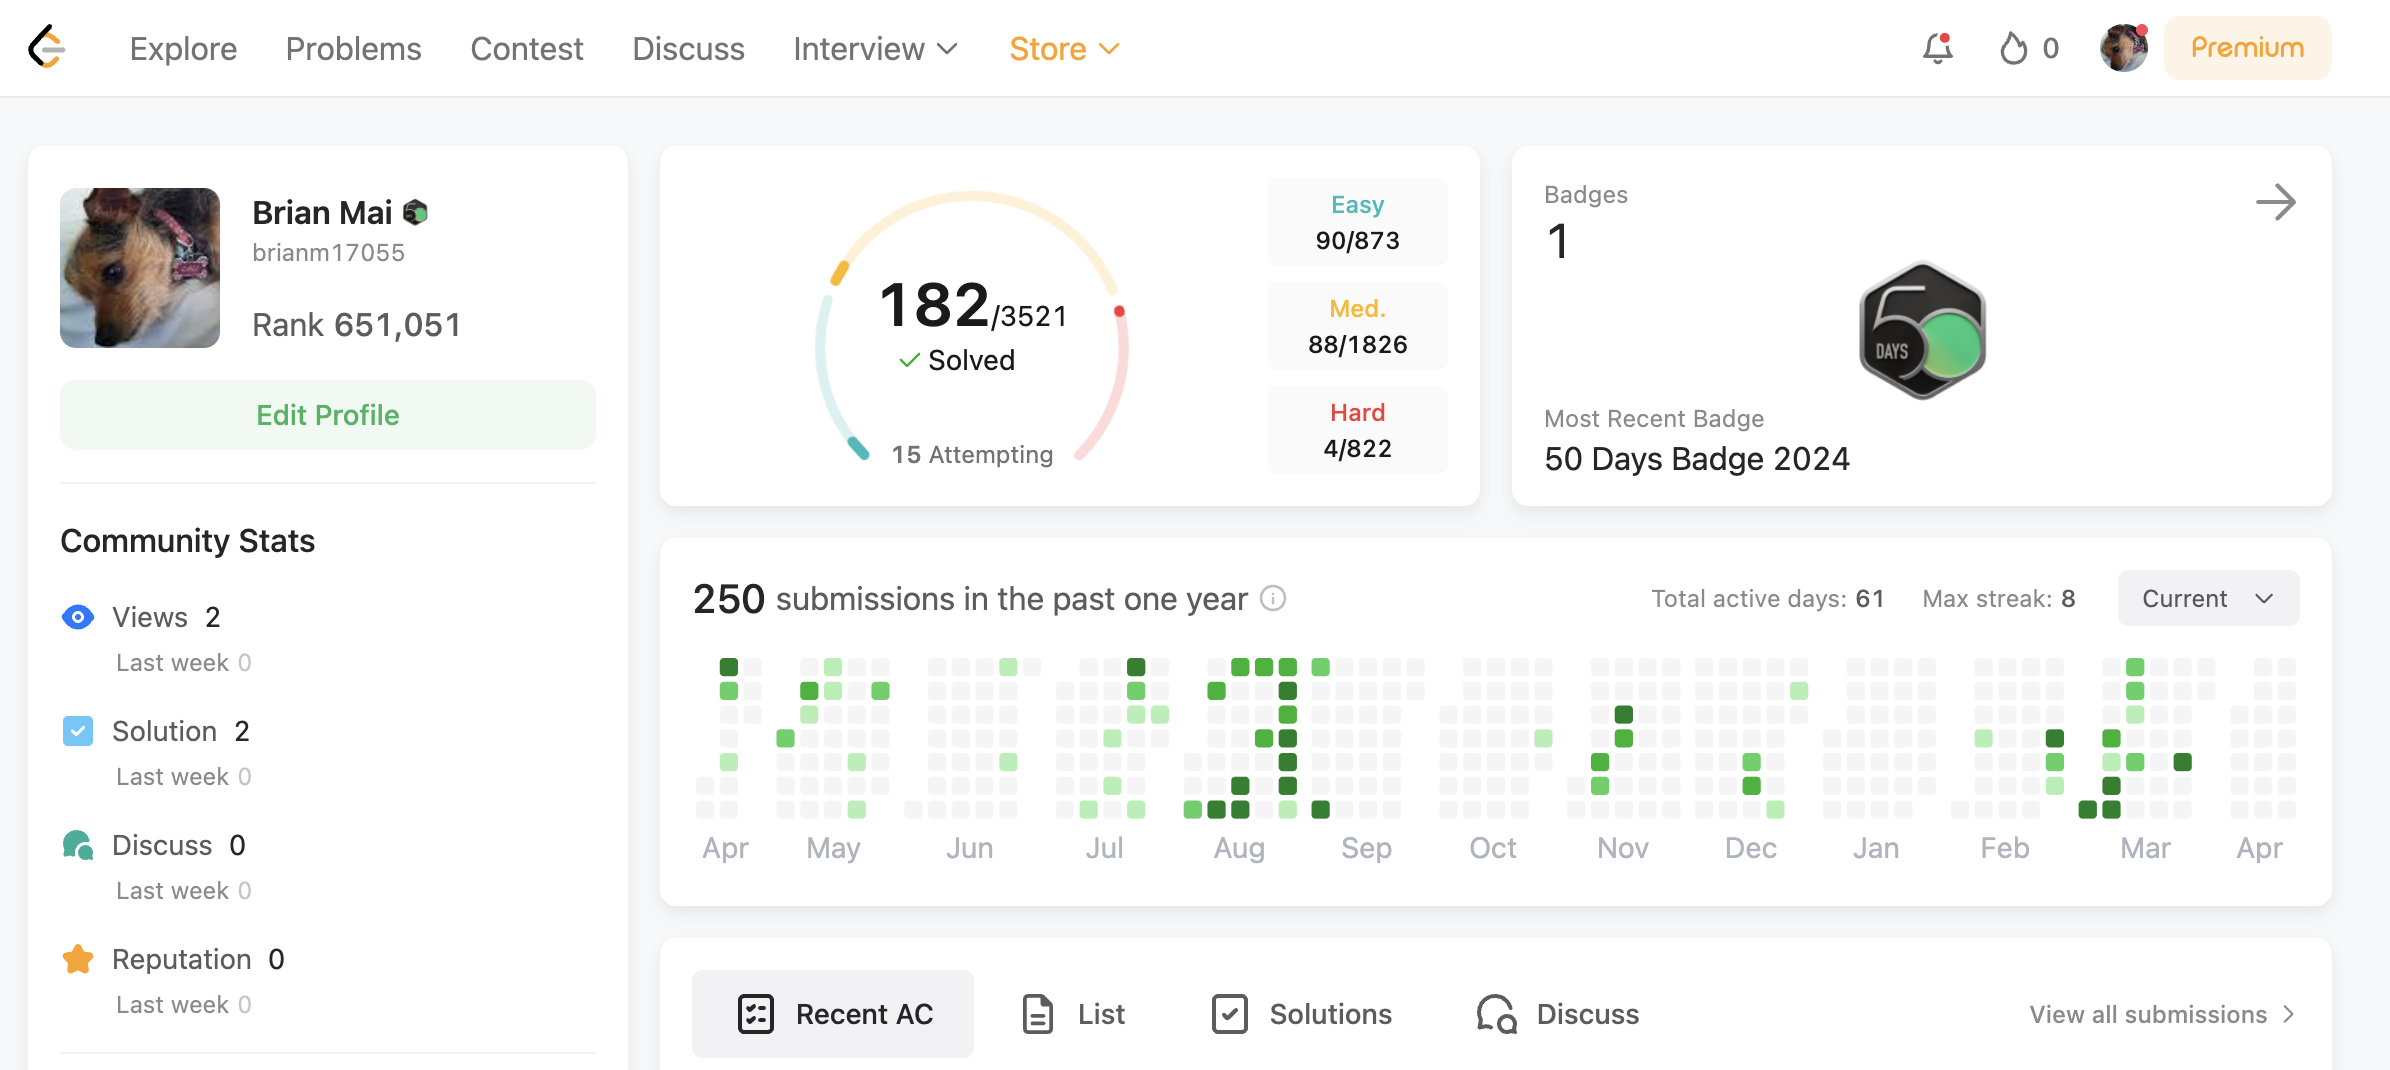 Explore Problems Contest Discuss Interview Store 0 Premium
Brian Mai
brianm17055
Rank 651,051
Edit Profile
Community Stats
Views 2
Last week 0
Solution 2
Last week 0
Discuss 0
Last week 0
Reputation 0
Last week 0
182/3521
Solved
15 Attempting
Easy
90/873
Med.
88/1826
Hard
4/822
Badges
1
50
DAYS
Most Recent Badge
50 Days Badge 2024
250 submissions in the past one year
Total active days: 61 Max streak: 8 Current
Apr May Jun Jul Aug Sep Oct Nov Dec Jan Feb Mar Apr
Recent AC List Solutions Discuss View all submissions